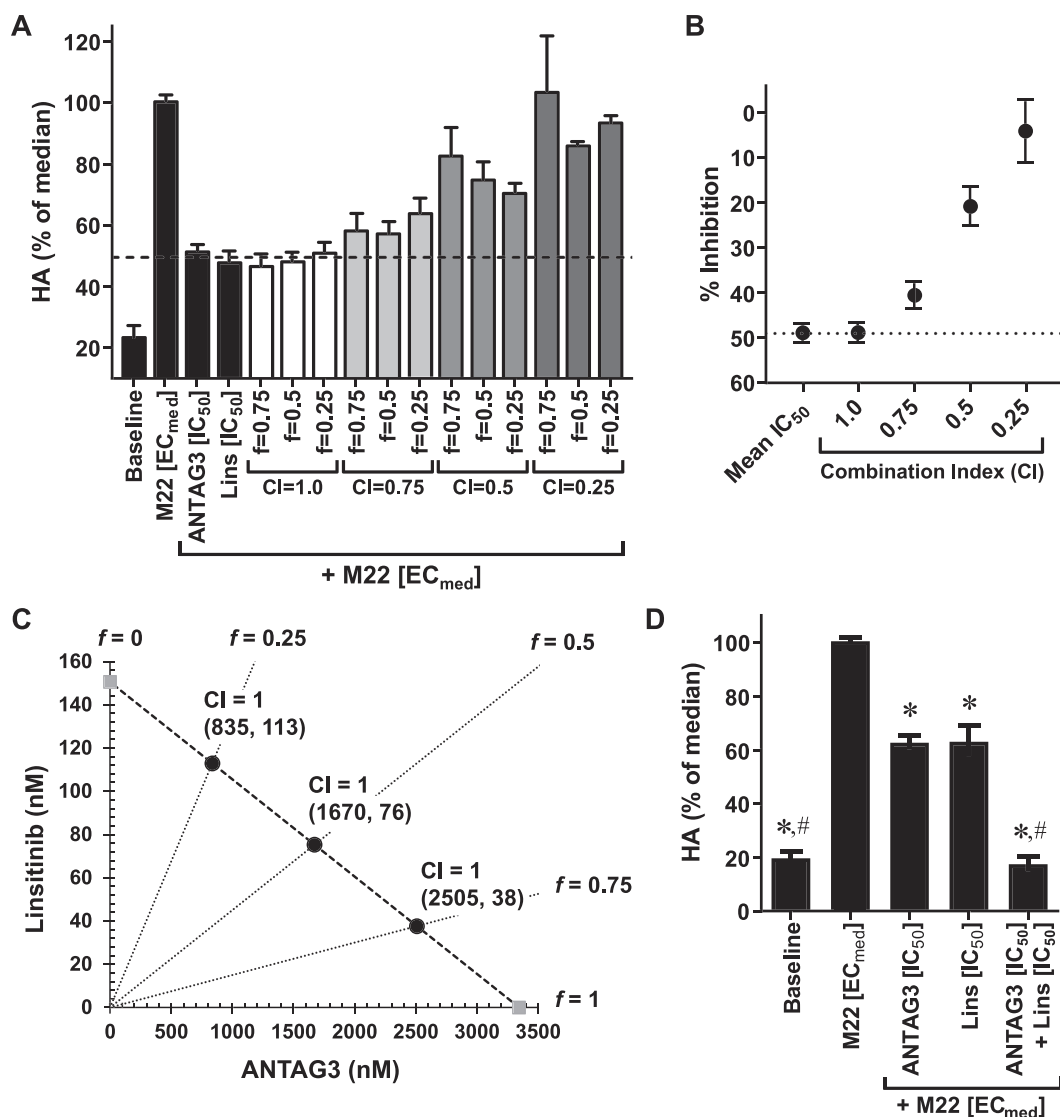 A
HA (% of median)
120
100
80
60
40
20
Baseline
M22 [ECmed]
ANTAG3 [IC50]
Lins [IC50]
f=0.75
f=0.5
f=0.25
f=0.75
f=0.5
f=0.25
f=0.75
f=0.5
f=0.25
f=0.75
f=0.5
f=0.25
CI=1.0
CI=0.75
CI=0.5
CI=0.25
+ M22 [ECmed]
B
% Inhibition
0
10
20
30
40
50
60
Mean IC50
1.0
0.75
0.5
0.25
Combination Index (CI)
C
f = 0
f = 0.25
f = 0.5
f = 0.75
f = 1
Linsitinib (nM)
160
140
120
100
80
60
40
20
0
CI = 1
(835, 113)
CI = 1
(1670, 76)
CI = 1
(2505, 38)
0
500
1000
1500
2000
2500
3000
3500
ANTAG3 (nM)
D
HA (% of median)
100
80
60
40
20
0
*,#
*
*
*,#
Baseline
M22 [ECmed]
ANTAG3 [IC50]
Lins [IC50]
ANTAG3 [IC50]
+ Lins [IC50]
+ M22 [ECmed]